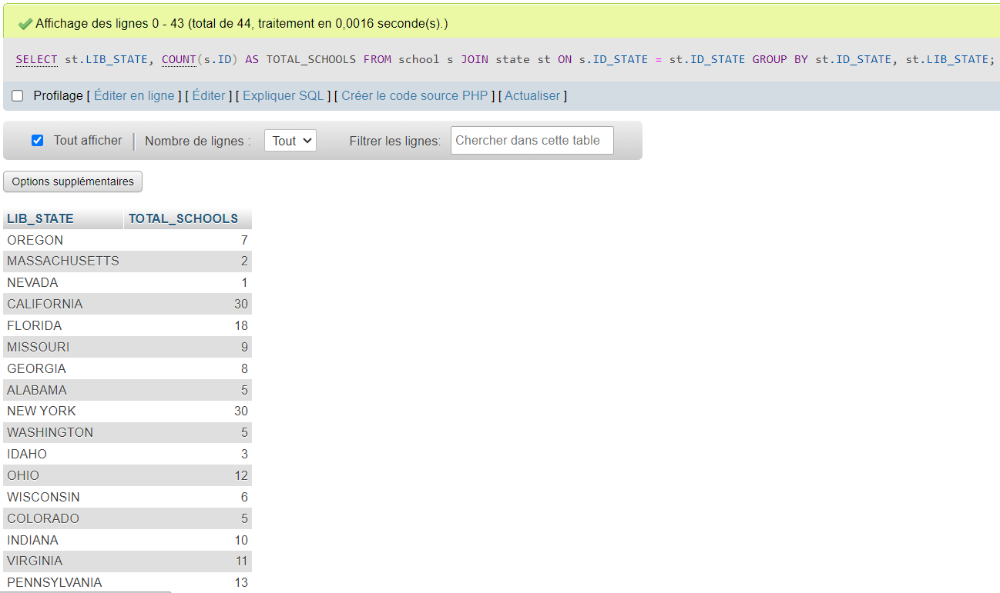 Affichage des lignes 0 - 43 (total de 44, traitement en 0,0016 seconde(s).)
SELECT st.LIB_STATE, COUNT(s.ID) AS TOTAL_SCHOOLS FROM school s JOIN state st ON s.ID_STATE = st.ID_STATE GROUP BY st.ID_STATE, st.LIB_STATE;
Profilage [ Éditer en ligne ] [ Éditer ] [ Expliquer SQL ] [ Créer le code source PHP ] [ Actualiser ]
Tout afficher Nombre de lignes : Tout Filtrer les lignes: Chercher dans cette table
Options supplémentaires
LIB_STATE TOTAL_SCHOOLS
OREGON 7
MASSACHUSETTS 2
NEVADA 1
CALIFORNIA 30
FLORIDA 18
MISSOURI 9
GEORGIA 8
ALABAMA 5
NEW YORK 30
WASHINGTON 5
IDAHO 3
OHIO 12
WISCONSIN 6
COLORADO 5
INDIANA 10
VIRGINIA 11
PENNSYLVANIA 13